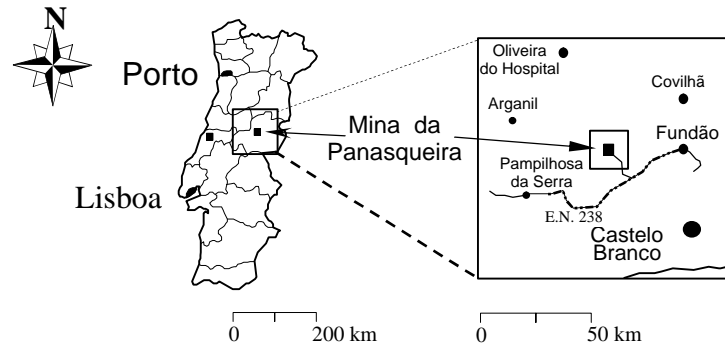 N
Porto
Lisboa
Mina da
Panasqueira
Oliveira
do Hospital
Covilhã
Arganil
Fundão
Pampilhosa
da Serra
E.N. 238
Castelo
Branco
0 200 km
0 50 km